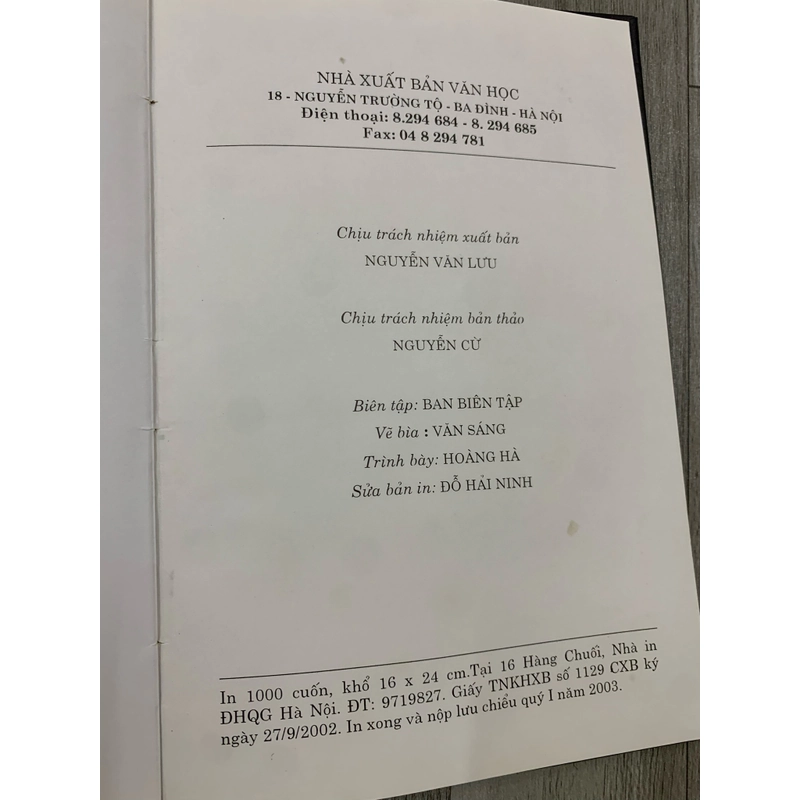 NHÀ XUẤT BẢN VĂN HỌC
18 - NGUYỄN TRƯỜNG TỘ - BA ĐÌNH - HÀ NỘI
Điện thoại: 8.294 684 - 8. 294 685
Fax: 04 8 294 781
Chịu trách nhiệm xuất bản
NGUYỄN VĂN LƯU
Chịu trách nhiệm bản thảo
NGUYỄN CỪ
Biên tập: BAN BIÊN TẬP
Vẽ bìa : VĂN SÁNG
Trình bày: HOÀNG HÀ
Sửa bản in: ĐỖ HẢI NINH
In 1000 cuốn, khổ 16 x 24 cm.Tại 16 Hàng Chuối, Nhà in
ĐHQG Hà Nội. ĐT: 9719827. Giấy TNKHXB số 1129 CXB ký
ngày 27/9/2002. In xong và nộp lưu chiểu quý I năm 2003.